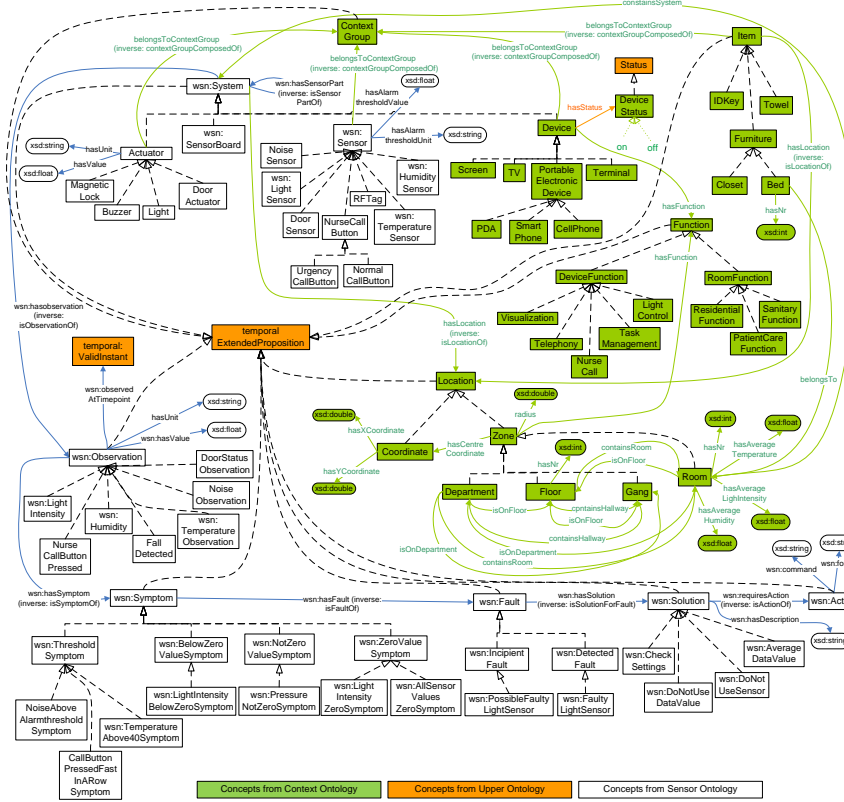 constainsSystem
Context
Group
belongsToContextGroup
(inverse: contextGroupComposedOf)
belongsToContextGroup
(inverse: contextGroupComposedOf)
belongsToContextGroup
(inverse: contextGroupComposedOf)
belongsToContextGroup
(inverse: contextGroupComposedOf)
Item
Status
wsn:System
wsn:hasSensorPart
(inverse: isSensor
PartOf)
xsd:float
hasAlarm
thresholdValue
hasStatus
Device
Status
IDKey
Towel
wsn:
SensorBoard
wsn:
Sensor
hasAlarm
thresholdUnit
xsd:string
Device
on
off
Furniture
hasLocation
(inverse:
isLocationOf)
xsd:string
hasUnit
Actuator
hasValue
xsd:float
Noise
Sensor
wsn:
Humidity
Sensor
Screen
TV
Portable
Electronic
Device
Terminal
Closet
Bed
Magnetic
Lock
Door
Actuator
Buzzer
Light
wsn:
Light
Sensor
RFTag
Door
Sensor
NurseCall
Button
wsn:
Temperature
Sensor
PDA
Smart
Phone
CellPhone
hasFunction
hasNr
Function
xsd:int
Urgency
CallButton
Normal
CallButton
hasFunction
DeviceFunction
RoomFunction
Visualization
Light
Control
Residential
Function
Sanitary
Function
Telephony
Task
Management
PatientCare
Function
Nurse
Call
wsn:hasobservation
(inverse:
isObservationOf)
temporal:
ValidInstant
temporal
ExtendedProposition
hasLocation
(inverse:
isLocationOf)
belongsTo
wsn:observed
AtTimepoint
Location
xsd:double
radius
xsd:string
hasUnit
xsd:float
wsn:hasValue
xsd:double
hasXCoordinate
Zone
xsd:int
xsd:int
xsd:float
wsn:Observation
DoorStatus
Observation
Coordinate
hasCentre
Coordinate
hasNr
containsRoom
isOnFloor
hasNr
hasAverage
Temperature
hasYCoordinate
xsd:double
Noise
Observation
wsn:Light
Intensity
wsn:
Humidity
wsn:
Temperature
Observation
Department
Floor
Gang
Room
hasAverage
LighIntensity
isOnFloor
cpntainsHallway
isOnFloor
hasAverage
Humidity
xsd:float
xsd:float
Nurse
CallButton
Pressed
Fall
Detected
containsHallway
isOnDepartment
isOnDepartment
containsRoom
xsd:string
wsn:command
wsn:hasSymptom
(inverse: isSymptomOf)
wsn:Symptom
wsn:hasFault (inverse:
isFaultOf)
wsn:Fault
wsn:hasSolution
(inverse: isSolutionForFault)
wsn:Solution
wsn:requiresAction
(inverse: isActionOf)
wsn:hasDescription
xsd:string
wsn:Threshold
Symptom
wsn:BelowZero
ValueSymptom
wsn:NotZero
ValueSymptom
wsn:ZeroValue
Symptom
wsn:Incipient
Fault
wsn:Detected
Fault
wsn:Check
Settings
wsn:Average
DataValue
wsn:DoNot
UseSensor
NoiseAbove
Alarmthreshold
Symptom
wsn:LightIntensity
BelowZeroSymptom
wsn:Pressure
NotZeroSymptom
wsn:Light
Intensity
ZeroSymptom
wsn:AllSensor
Values
ZeroSymptom
wsn:PossibleFaulty
LightSensor
wsn:Faulty
LightSensor
wsn:DoNotUse
DataValue
wsn:Temperature
Above40Symptom
CallButton
PressedFast
InARow
Symptom
Concepts from Context Ontology
Concepts from Upper Ontology
Concepts from Sensor Ontology